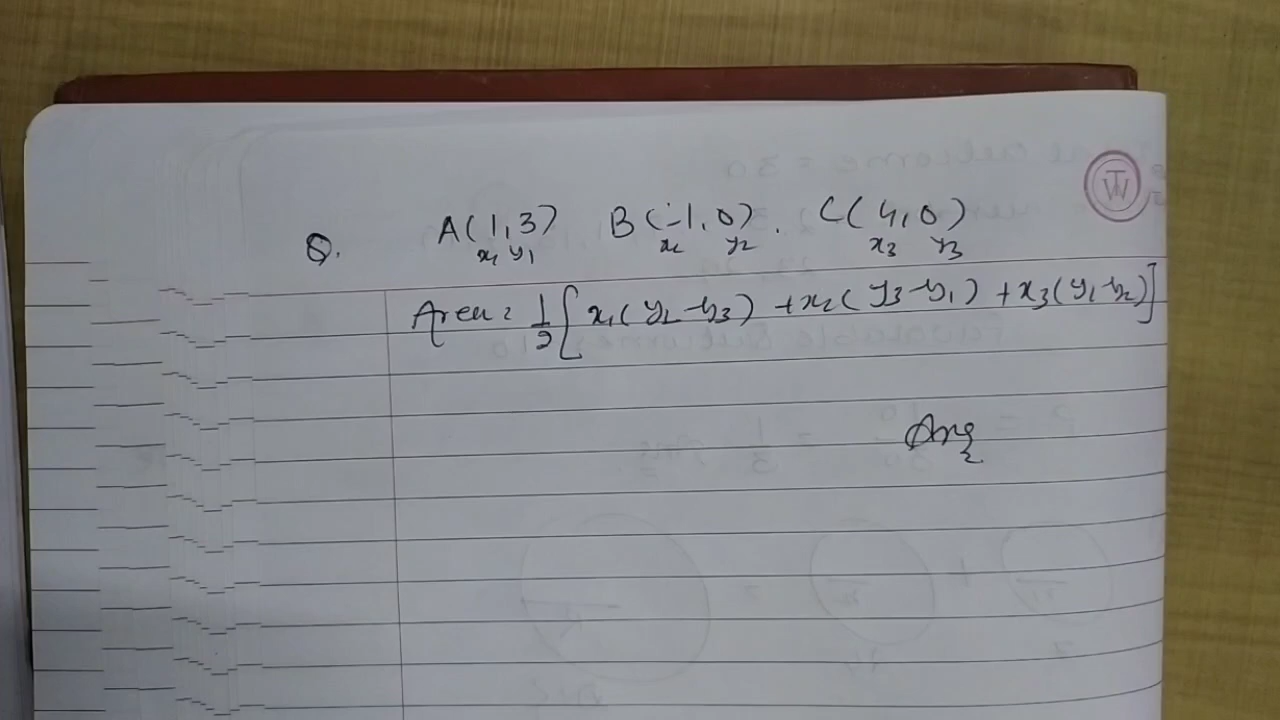 Q. A(1,3) B(-1,0). C(4,0)
x₁ y₁ x₂ y₂ x₃ y₃
Area = 1/2 [x₁(y₂-y₃) + x₂(y₃-y₁) + x₃(y₁-y₂)]
Ans